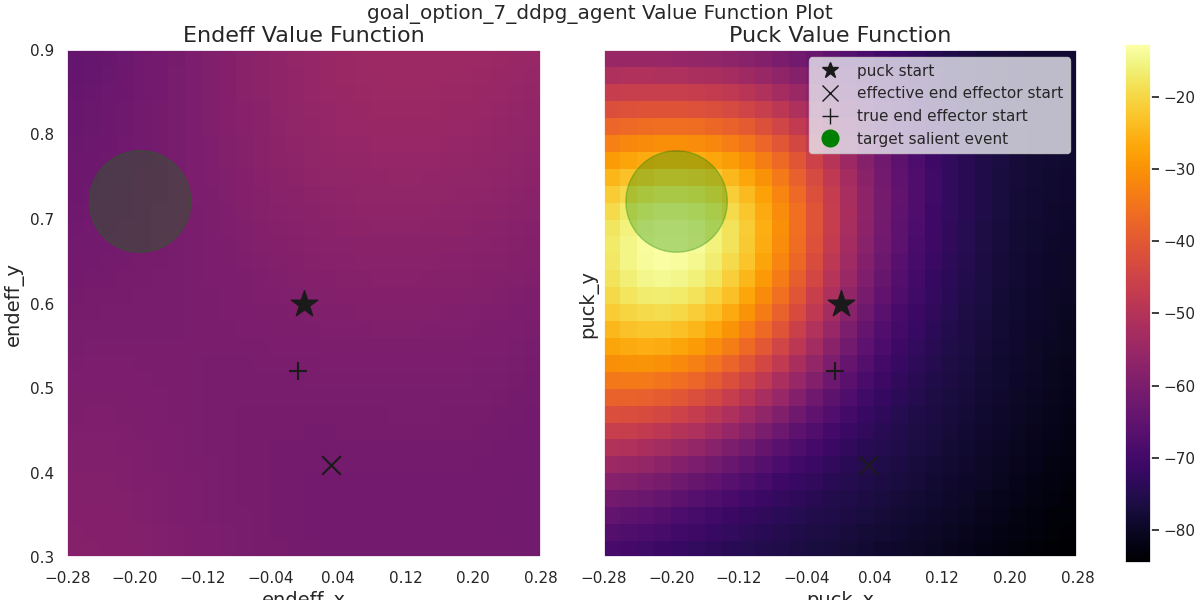 goal_option_7_ddpg_agent Value Function Plot
Endeff Value Function
Puck Value Function
0.9
0.8
0.7
0.6
0.5
0.4
0.3
endeff_y
−0.28 −0.20 −0.12 −0.04 0.04 0.12 0.20 0.28
endeff_x
puck_y
puck start
effective end effector start
true end effector start
target salient event
−0.28 −0.20 −0.12 −0.04 0.04 0.12 0.20 0.28
puck_x
−20
−30
−40
−50
−60
−70
−80